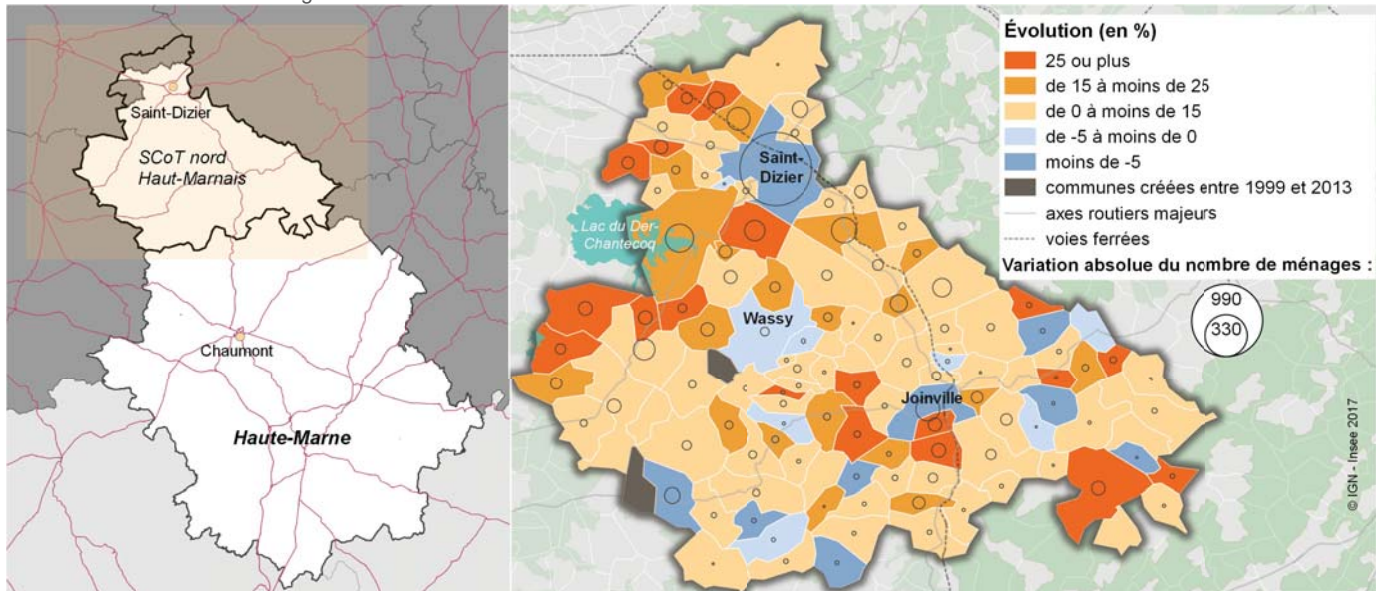 Saint-Dizier
SCoT nord
Haut-Marnais
Chaumont
Haute-Marne
Évolution (en %)
25 ou plus
de 15 à moins de 25
de 0 à moins de 15
de -5 à moins de 0
moins de -5
communes créées entre 1999 et 2013
axes routiers majeurs
voies ferrées
Variation absolue du nombre de ménages :
990
330
Saint-
Dizier
Lac du Der-
Chantecoq
Wassy
Joinville
© IGN - Insee 2017